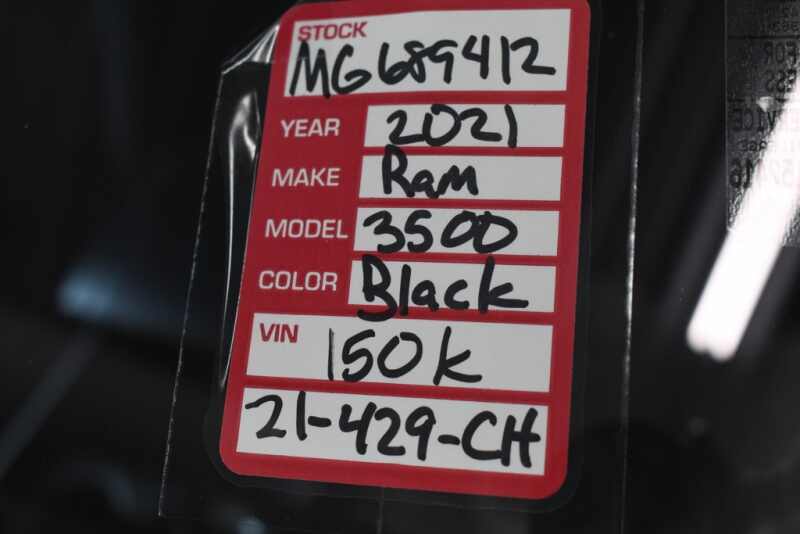 STOCK
MG689412
YEAR 2021
MAKE Ram
MODEL 3500
COLOR Black
VIN
150K
21-429-CH